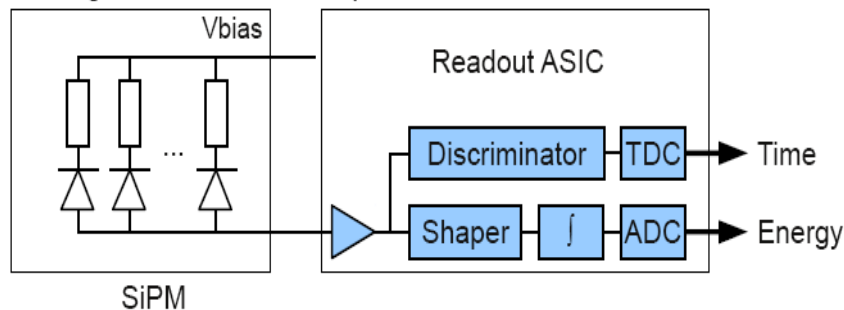 Vbias
Readout ASIC
...
Discriminator
TDC
Time
Shaper
∫
ADC
Energy
SiPM